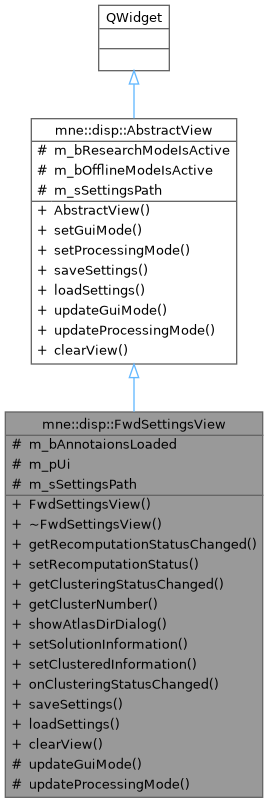 QWidget
mne::disp::AbstractView
# m_bResearchModeIsActive
# m_bOfflineModeIsActive
# m_sSettingsPath
+ AbstractView()
+ setGuiMode()
+ setProcessingMode()
+ saveSettings()
+ loadSettings()
+ updateGuiMode()
+ updateProcessingMode()
+ clearView()
mne::disp::FwdSettingsView
# m_bAnnotaionsLoaded
# m_pUi
# m_sSettingsPath
+ FwdSettingsView()
+ ~FwdSettingsView()
+ getRecomputationStatusChanged()
+ setRecomputationStatus()
+ getClusteringStatusChanged()
+ getClusterNumber()
+ showAtlasDirDialog()
+ setSolutionInformation()
+ setClusteredInformation()
+ onClusteringStatusChanged()
+ saveSettings()
+ loadSettings()
+ clearView()
# updateGuiMode()
# updateProcessingMode()